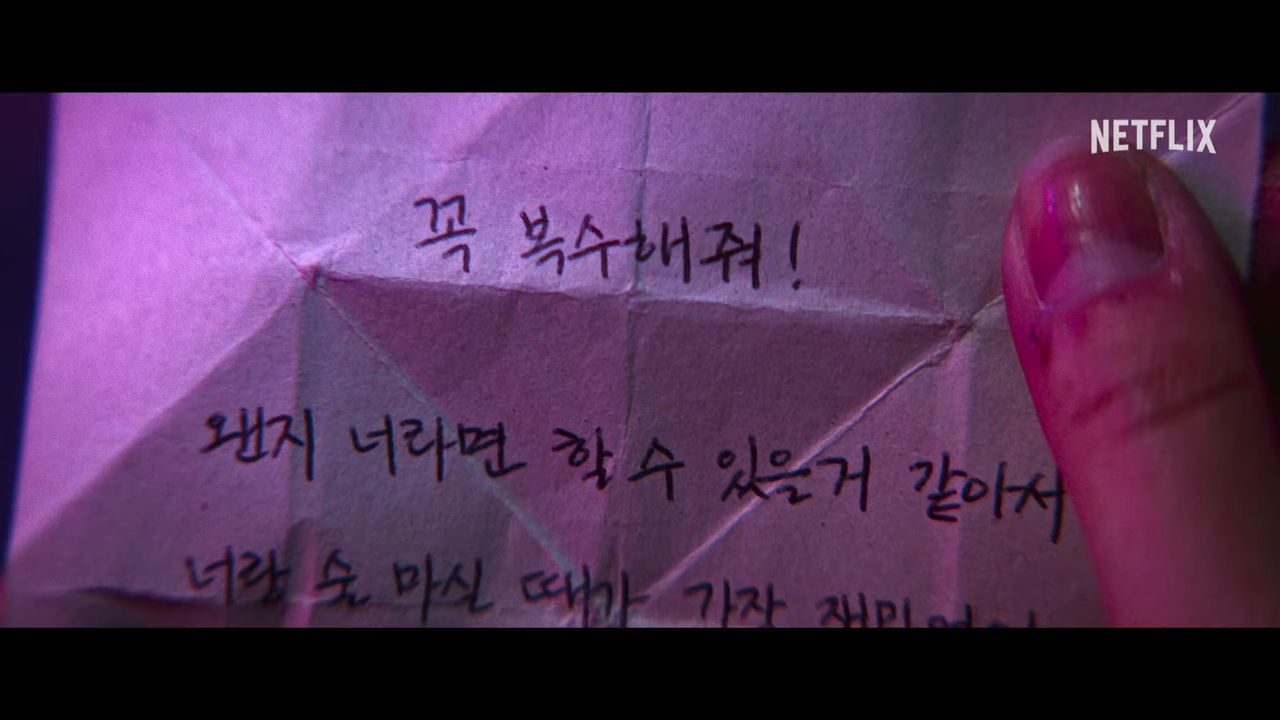 NETFLIX
꼭 복수해줘!
왠지 너라면 할 수 있을거 같아서
너랑 술 마신 때가 가장